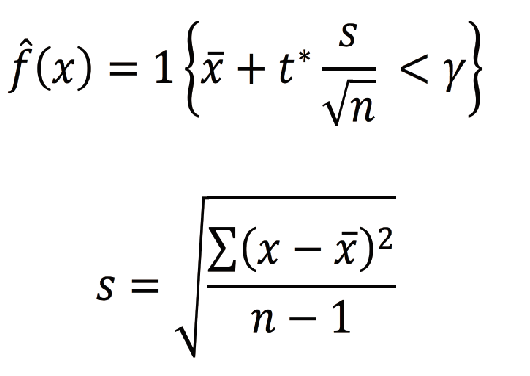 f̂(x) = 1{x̄ + t* s/√n < γ}
s = √(∑(x − x̄)²/(n − 1))